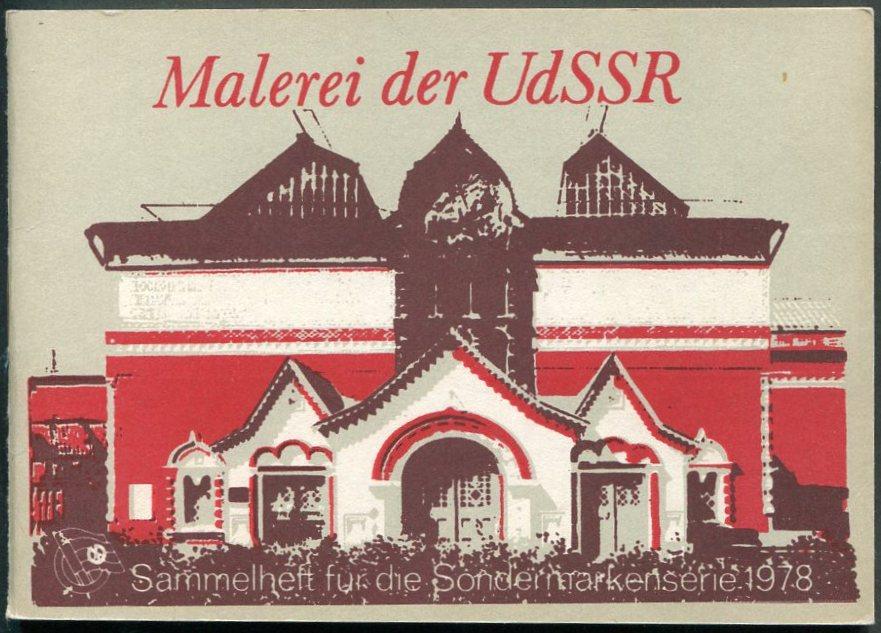 Malerei der UdSSR
Sammelheft für die Sondermarkenserie 1978